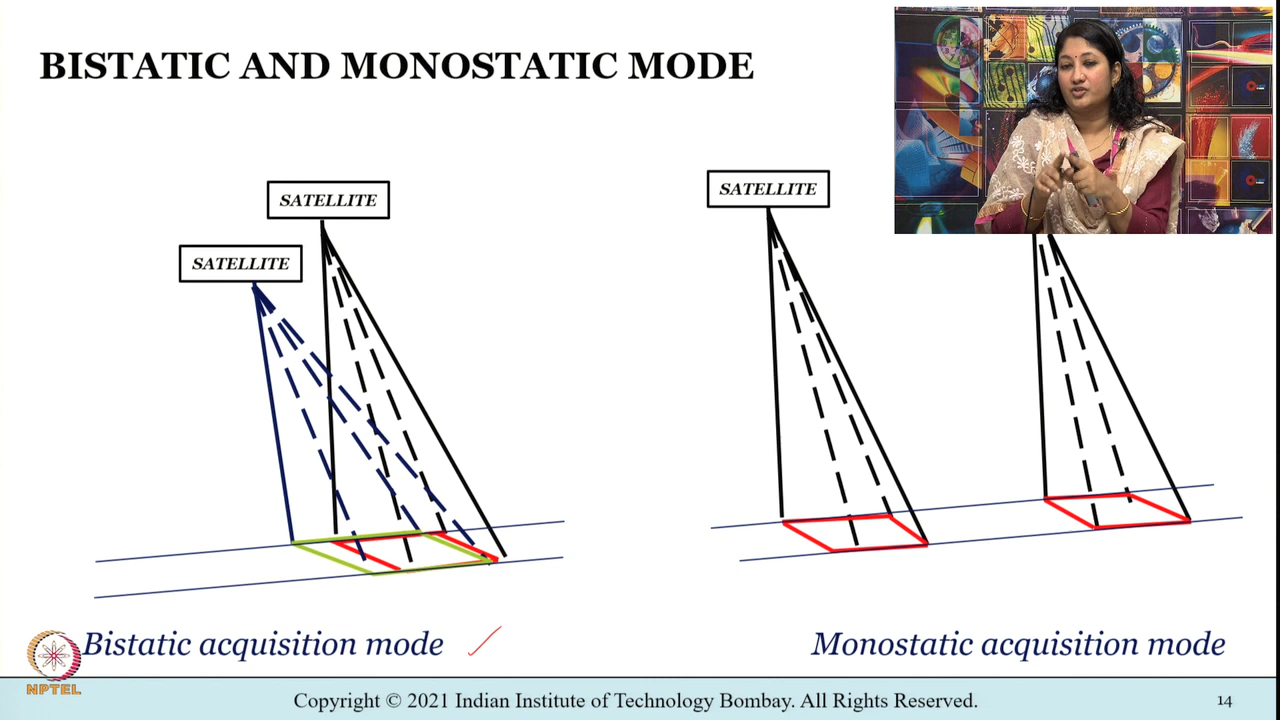 BISTATIC AND MONOSTATIC MODE
SATELLITE
SATELLITE
SATELLITE
Bistatic acquisition mode
Monostatic acquisition mode
NPTEL
Copyright © 2021 Indian Institute of Technology Bombay. All Rights Reserved.
14